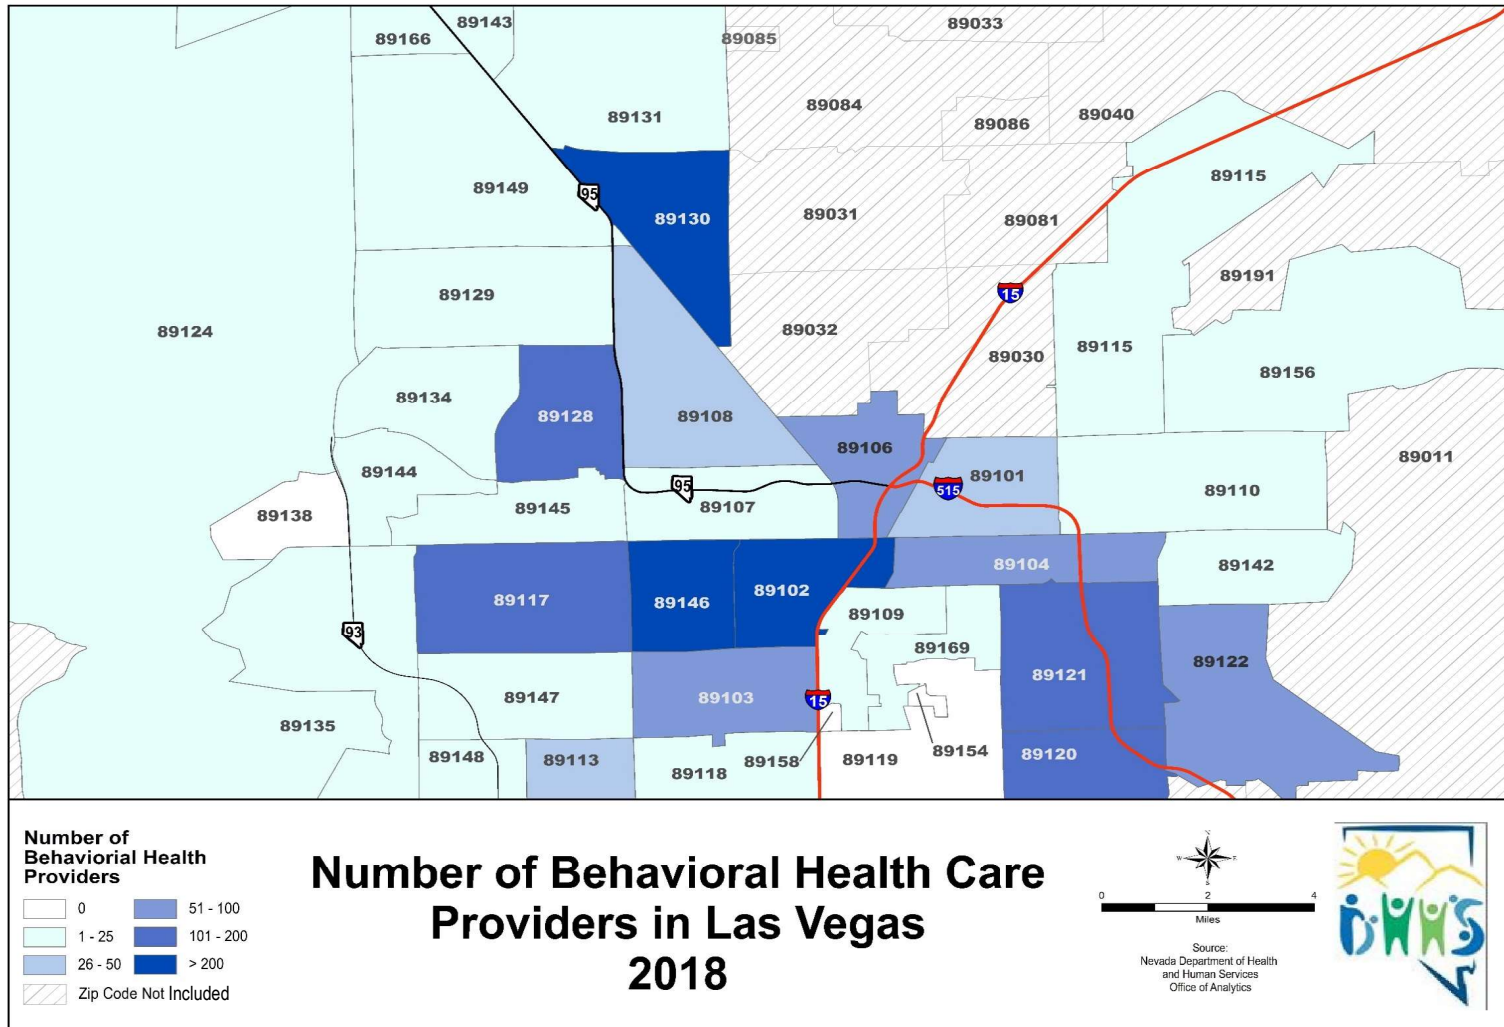 89143
89166
89085
89033
89131
89084
89086
89040
89149
95
89130
89031
89081
89115
89191
89129
15
89124
89032
89030
89115
89156
89134
89128
89108
89106
89144
95
89101
89011
89138
89145
89107
515
89110
89117
89146
89102
89104
89142
93
89109
89169
89122
89147
89103
15
89121
89135
89148
89113
89118
89158
89119
89154
89120
Number of
Behaviorial Health
Providers
0
51 - 100
1 - 25
101 - 200
26 - 50
> 200
Zip Code Not Included
Number of Behavioral Health Care
Providers in Las Vegas
2018
N
W E
S
0 2 4
Miles
Source:
Nevada Department of Health
and Human Services
Office of Analytics
DHHS